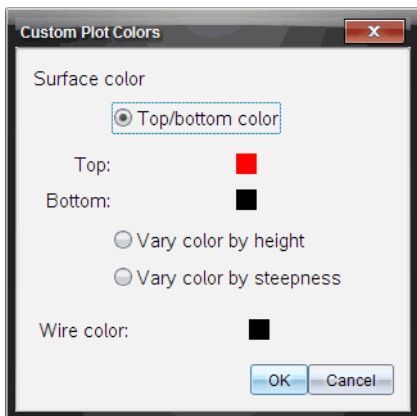 Custom Plot Colors
X
Surface color
Top/bottom color
Top:
Bottom:
Vary color by height
Vary color by steepness
Wire color:
OK Cancel